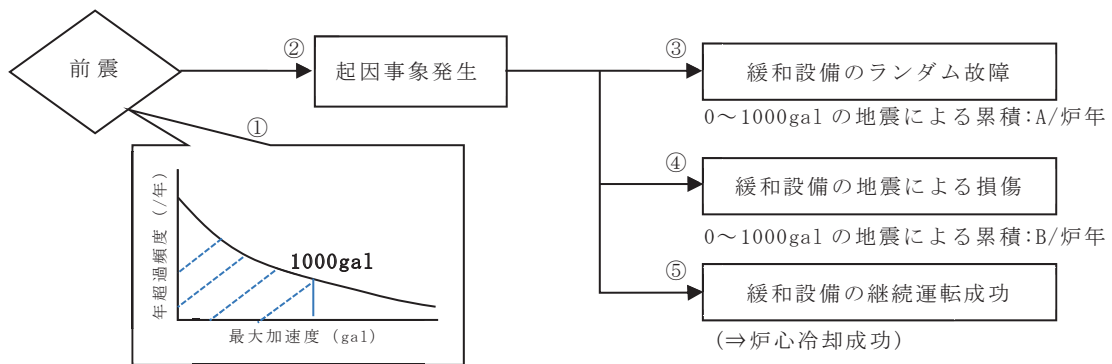 前震
②
起因事象発生
③
緩和設備のランダム故障
0～1000galの地震による累積:A/炉年
①
年超過頻度（/年）
1000gal
最大加速度（gal）
④
緩和設備の地震による損傷
0～1000galの地震による累積:B/炉年
⑤
緩和設備の継続運転成功
(⇒炉心冷却成功)